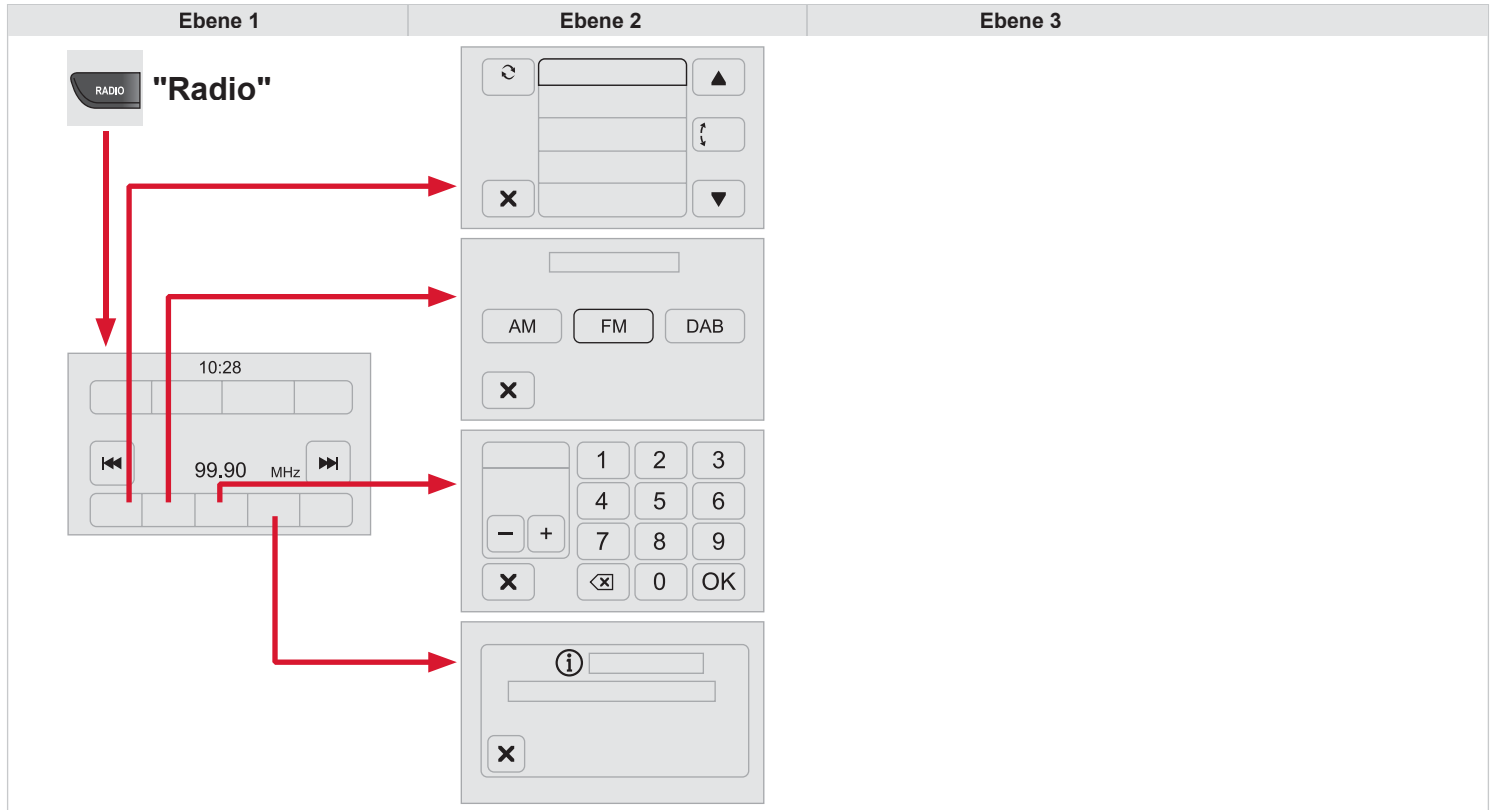 Ebene 1 Ebene 2 Ebene 3
RADIO "Radio"
10:28
99.90 MHz
AM FM DAB
1 2 3
4 5 6
- + 7 8 9
0 OK